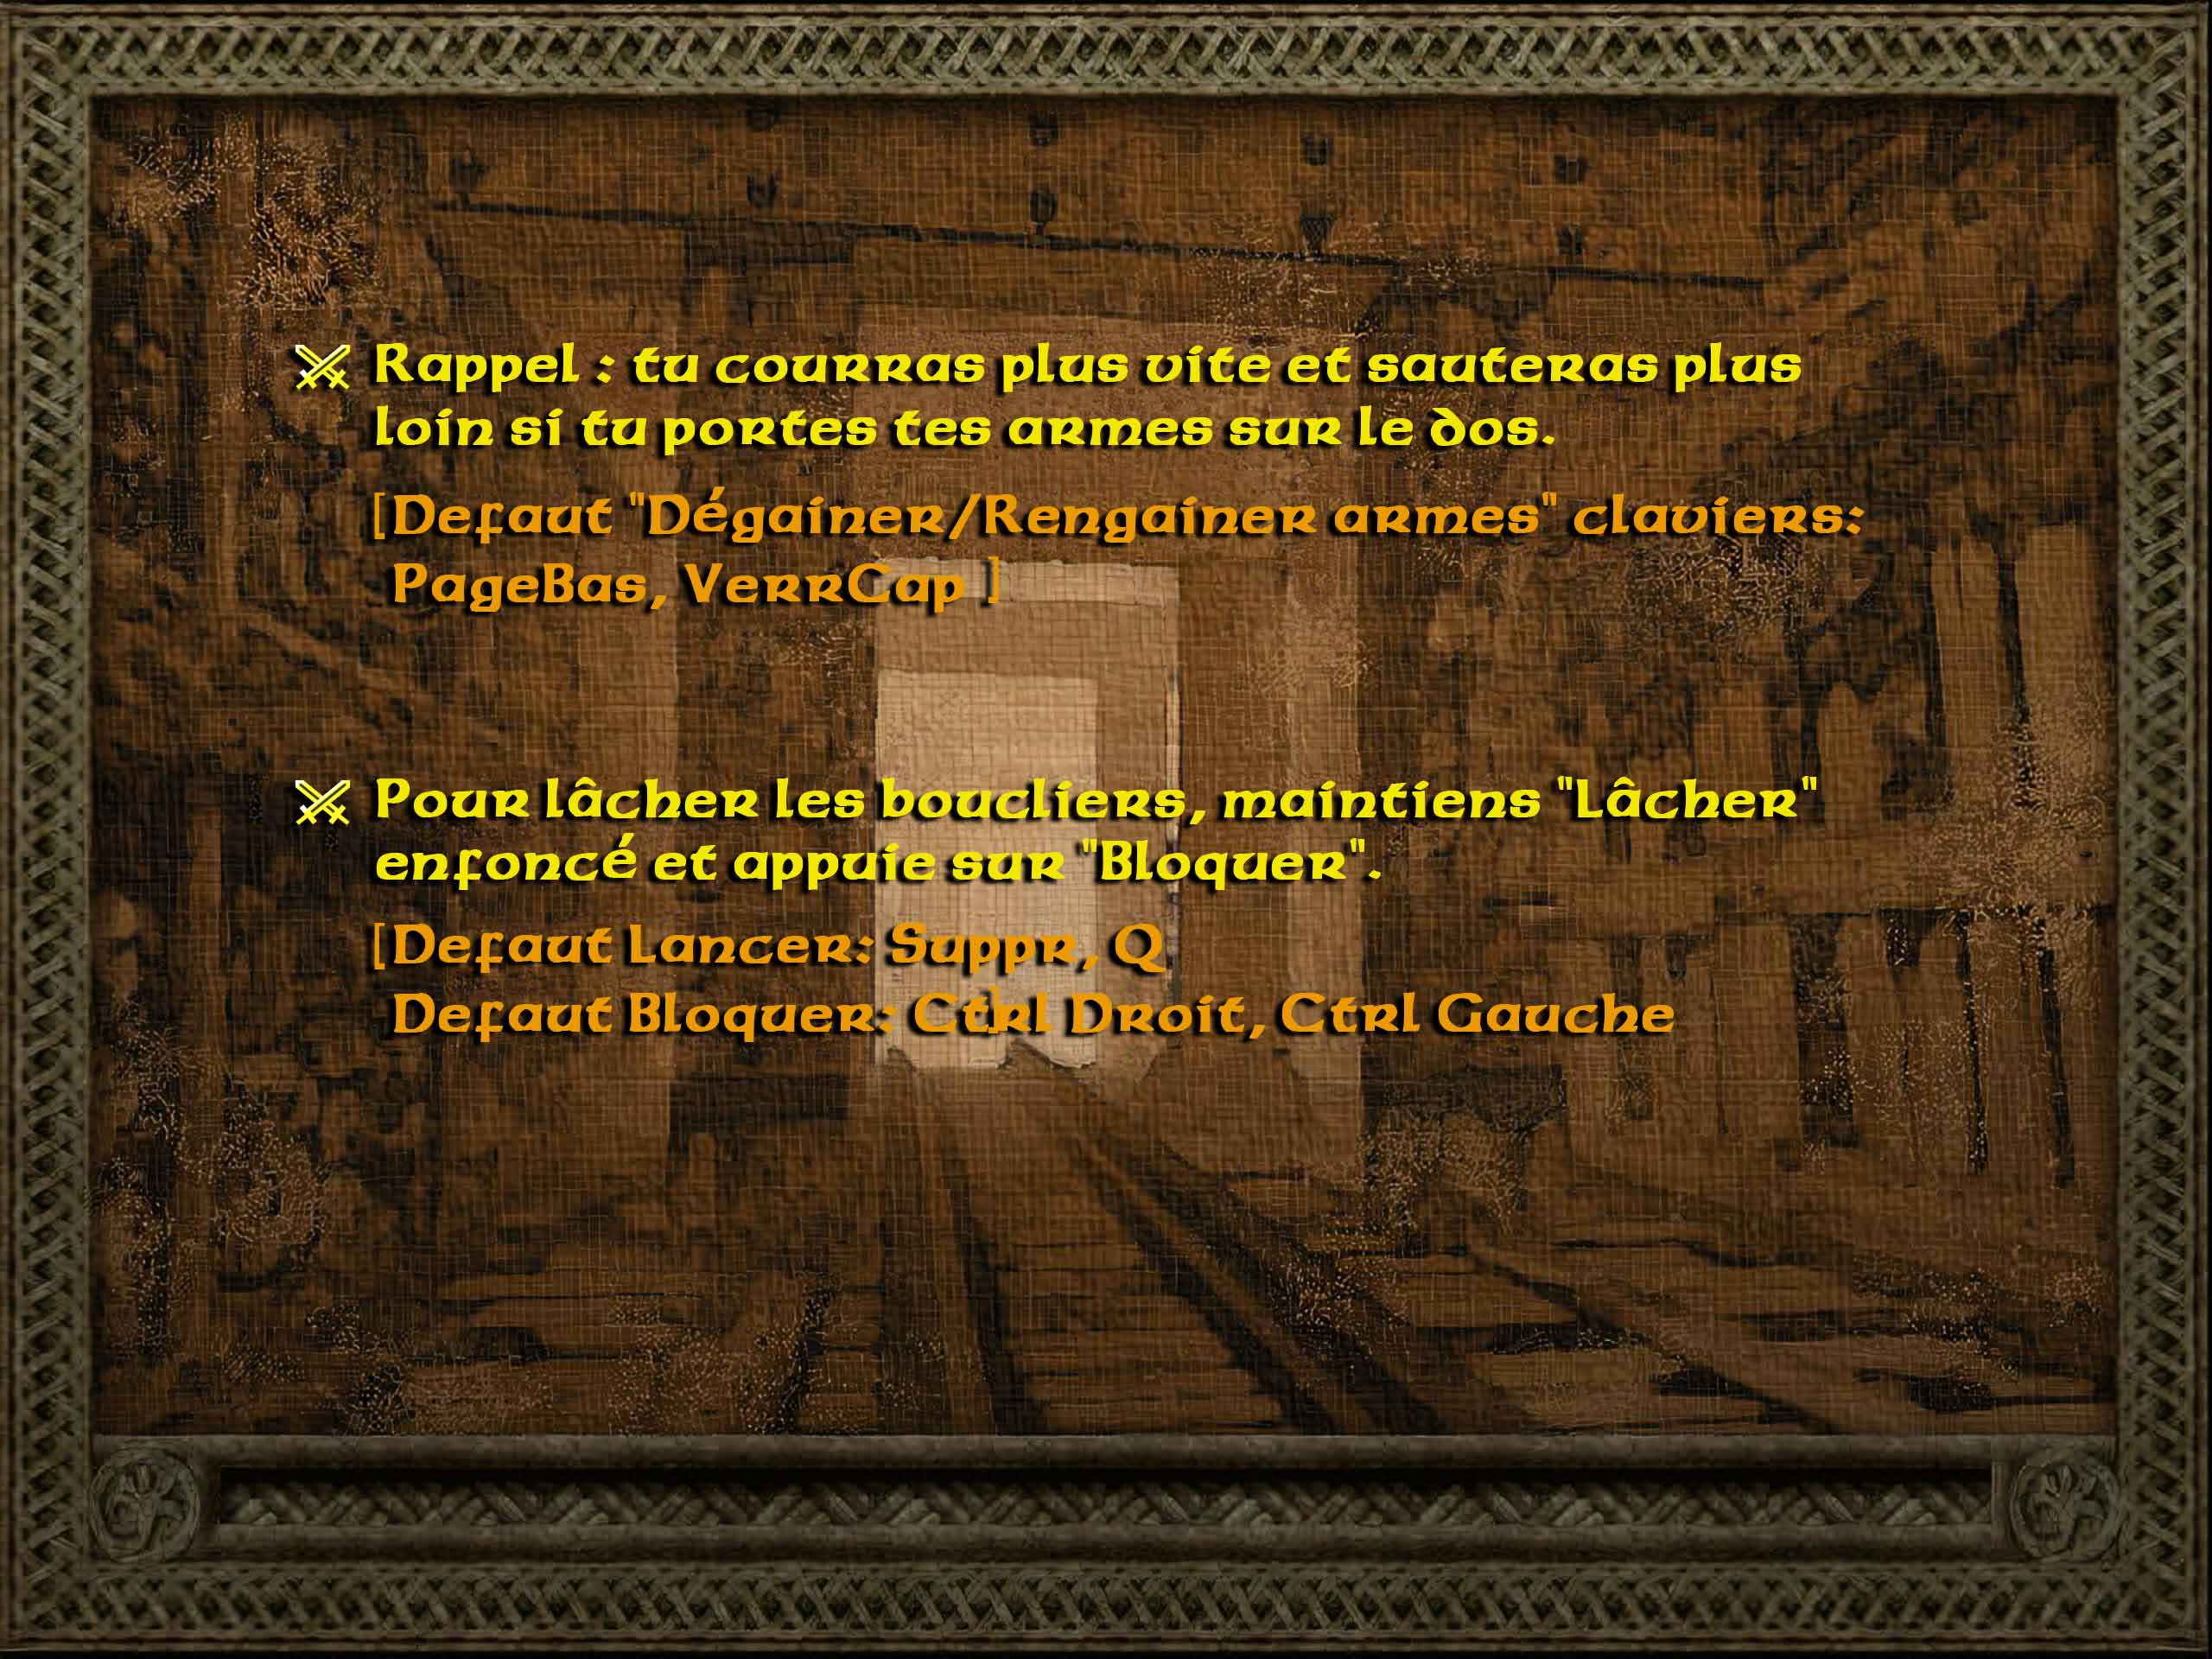 Rappel : tu courras plus vite et sauteras plus
loin si tu portes tes armes sur le dos.
[Defaut "Dégainer/Rengainer armes" claviers:
PageBas, VerrCap ]
Pour lâcher les boucliers, maintiens "Lâcher"
enfoncé et appuie sur "Bloquer".
[Defaut Lancer: Suppr, Q
Defaut Bloquer: Ctrl Droit, Ctrl Gauche ]